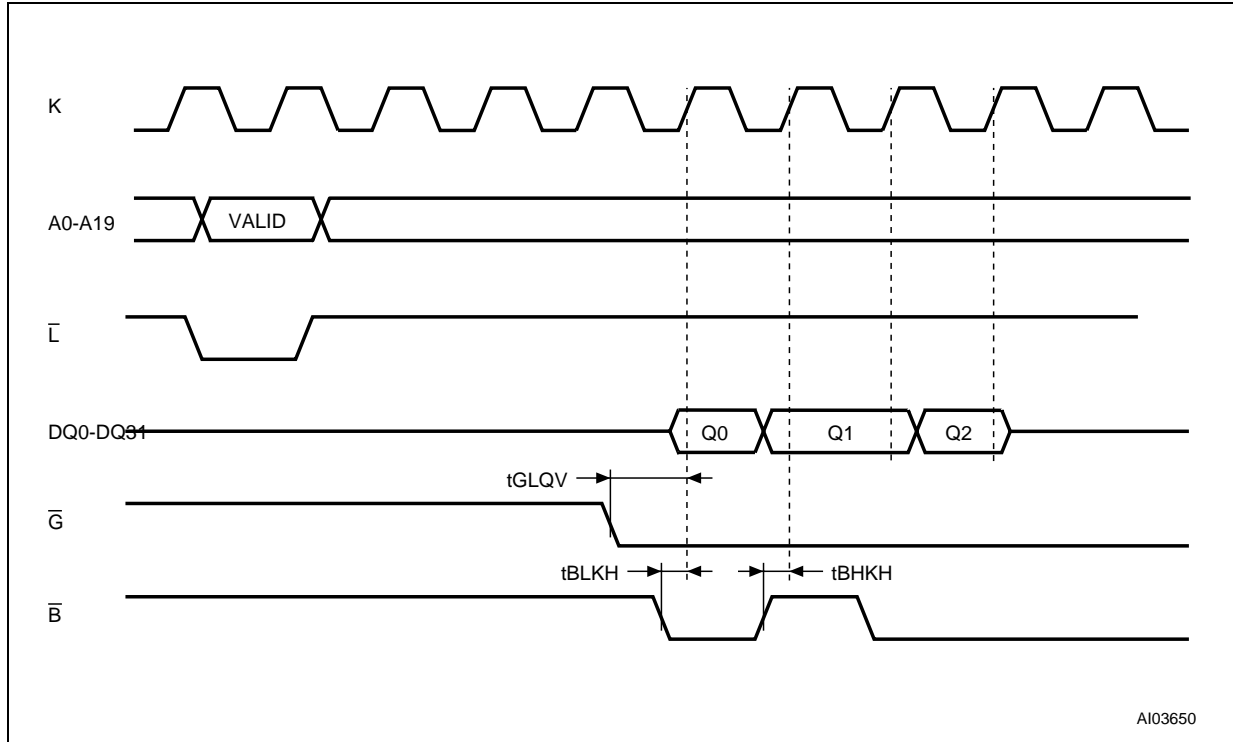 K
A0-A19
VALID
L̅
DQ0-DQ31
Q0
Q1
Q2
tGLQV
G̅
tBLKH
tBHKH
B̅
AI03650